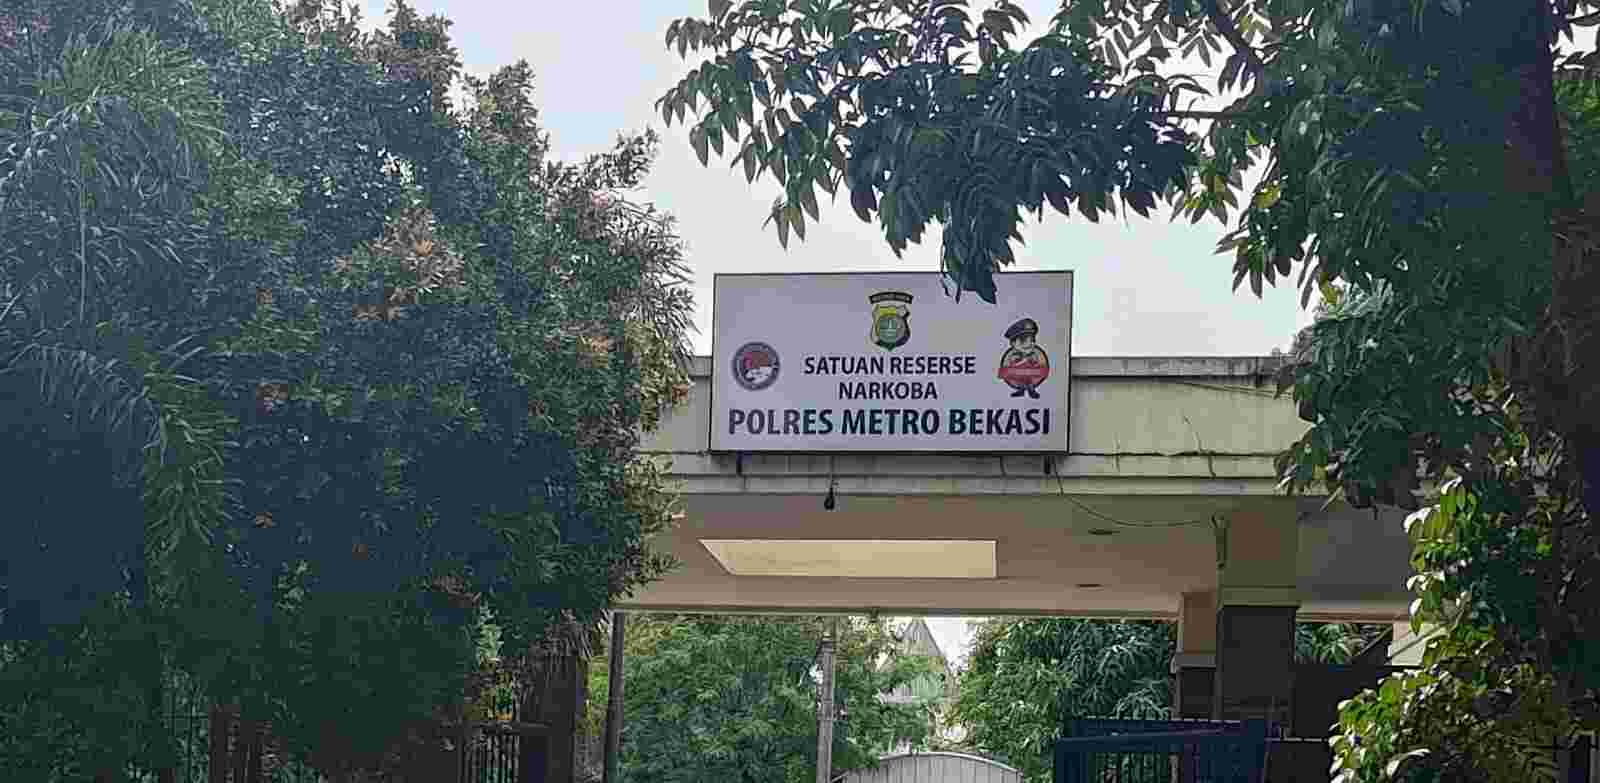 SATUAN RESERSE
NARKOBA
POLRES METRO BEKASI